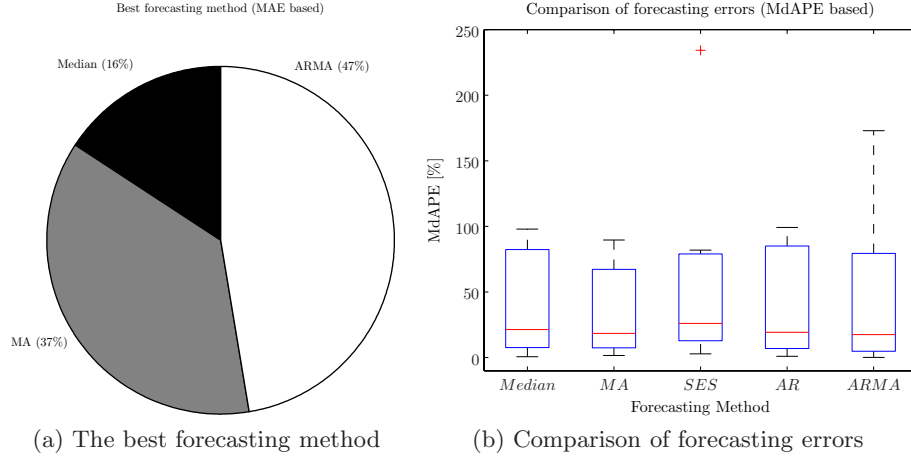 Best forecasting method (MAE based)
Median (16%)
ARMA (47%)
MA (37%)
(a) The best forecasting method
Comparison of forecasting errors (MdAPE based)
MdAPE [%]
250
200
150
100
50
0
Median MA SES AR ARMA
Forecasting Method
(b) Comparison of forecasting errors